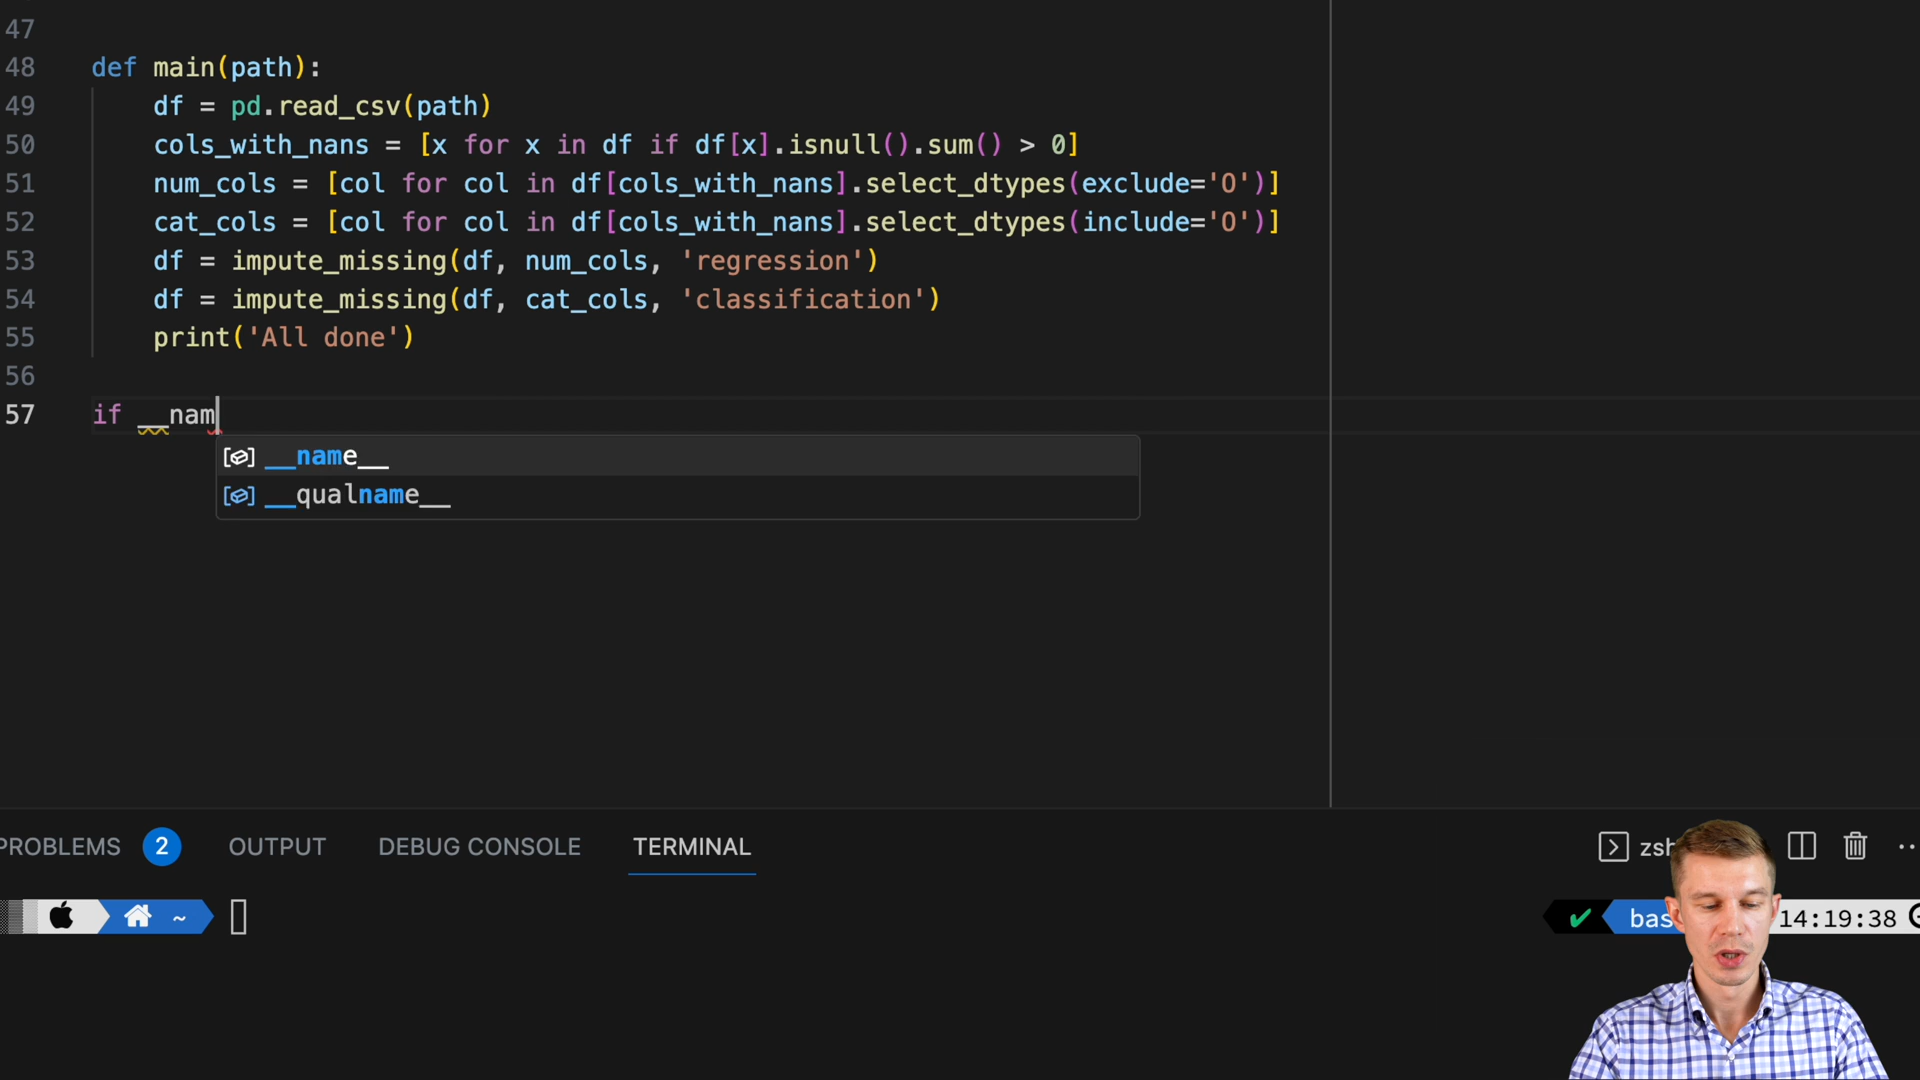 47
48 def main(path):
49 df = pd.read_csv(path)
50 cols_with_nans = [x for x in df if df[x].isnull().sum() > 0]
51 num_cols = [col for col in df[cols_with_nans].select_dtypes(exclude='O')]
52 cat_cols = [col for col in df[cols_with_nans].select_dtypes(include='O')]
53 df = impute_missing(df, num_cols, 'regression')
54 df = impute_missing(df, cat_cols, 'classification')
55 print('All done')
56
57 if __nam
__name__
__qualname__
PROBLEMS 2 OUTPUT DEBUG CONSOLE TERMINAL zsh
~ bas 14:19:38